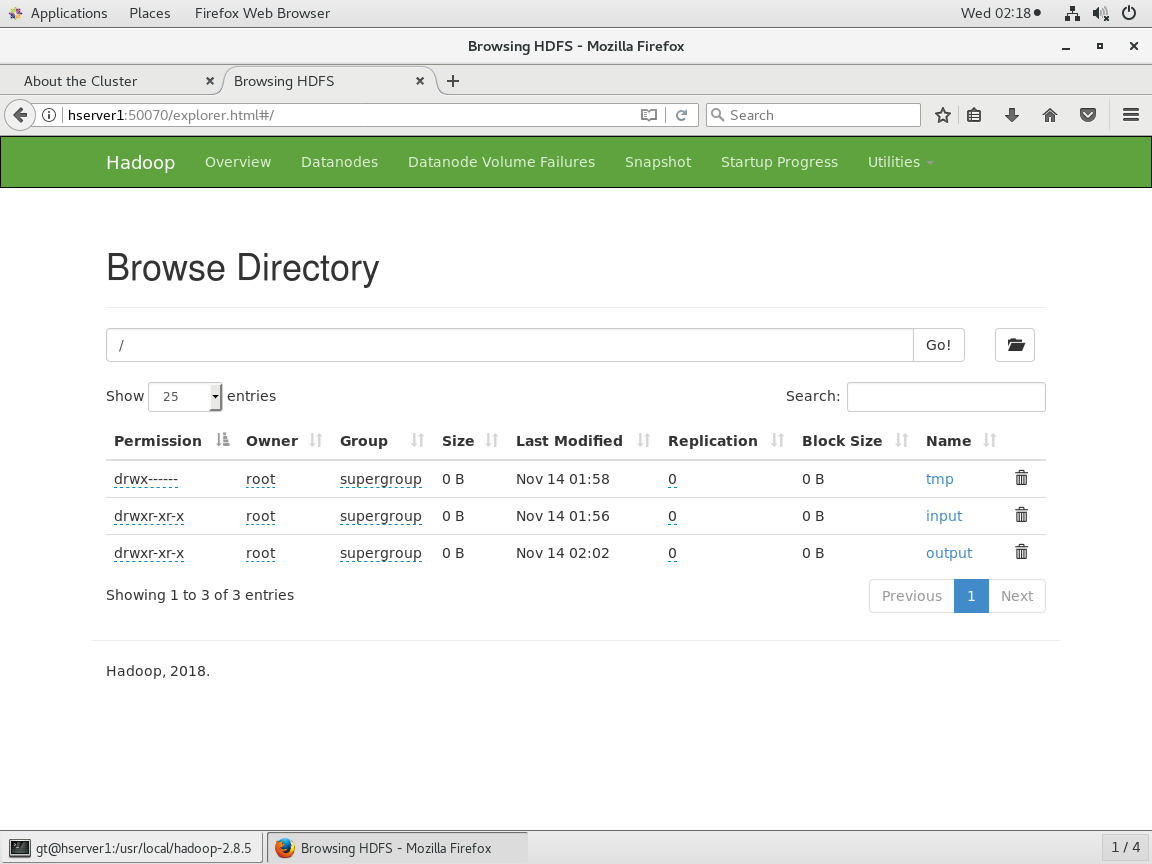 Applications Places Firefox Web Browser Wed 02:18
Browsing HDFS - Mozilla Firefox
About the Cluster Browsing HDFS
hserver1:50070/explorer.html#/ Search
Hadoop Overview Datanodes Datanode Volume Failures Snapshot Startup Progress Utilities
Browse Directory
/ Go!
Show 25 entries Search:
Permission Owner Group Size Last Modified Replication Block Size Name
drwx------ root supergroup 0 B Nov 14 01:58 0 0 B tmp
drwxr-xr-x root supergroup 0 B Nov 14 01:56 0 0 B input
drwxr-xr-x root supergroup 0 B Nov 14 02:02 0 0 B output
Showing 1 to 3 of 3 entries Previous 1 Next
Hadoop, 2018.
gt@hserver1:/usr/local/hadoop-2.8.5 Browsing HDFS - Mozilla Firefox 1 / 4